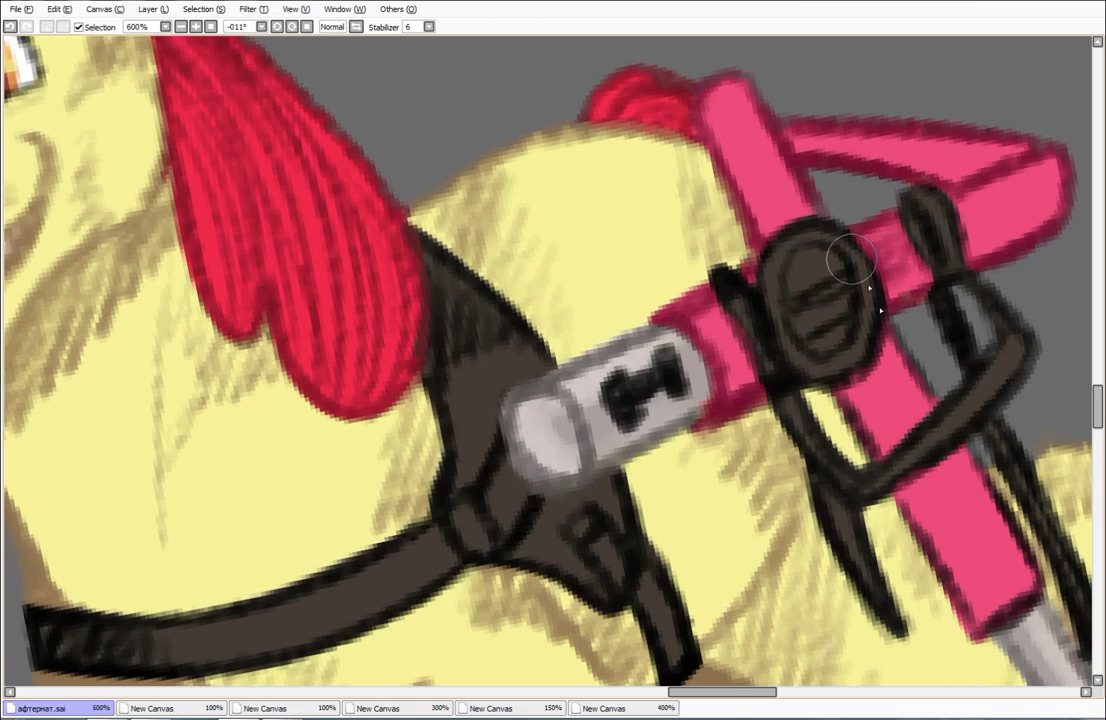 File (F) Edit (E) Canvas (C) Layer (L) Selection (S) Filter (T) View (V) Window (W) Others (O)
Selection 600% -011° Normal Stabilizer 6
афтермат.sai 600% New Canvas 100% New Canvas 100% New Canvas 300% New Canvas 150% New Canvas 400%